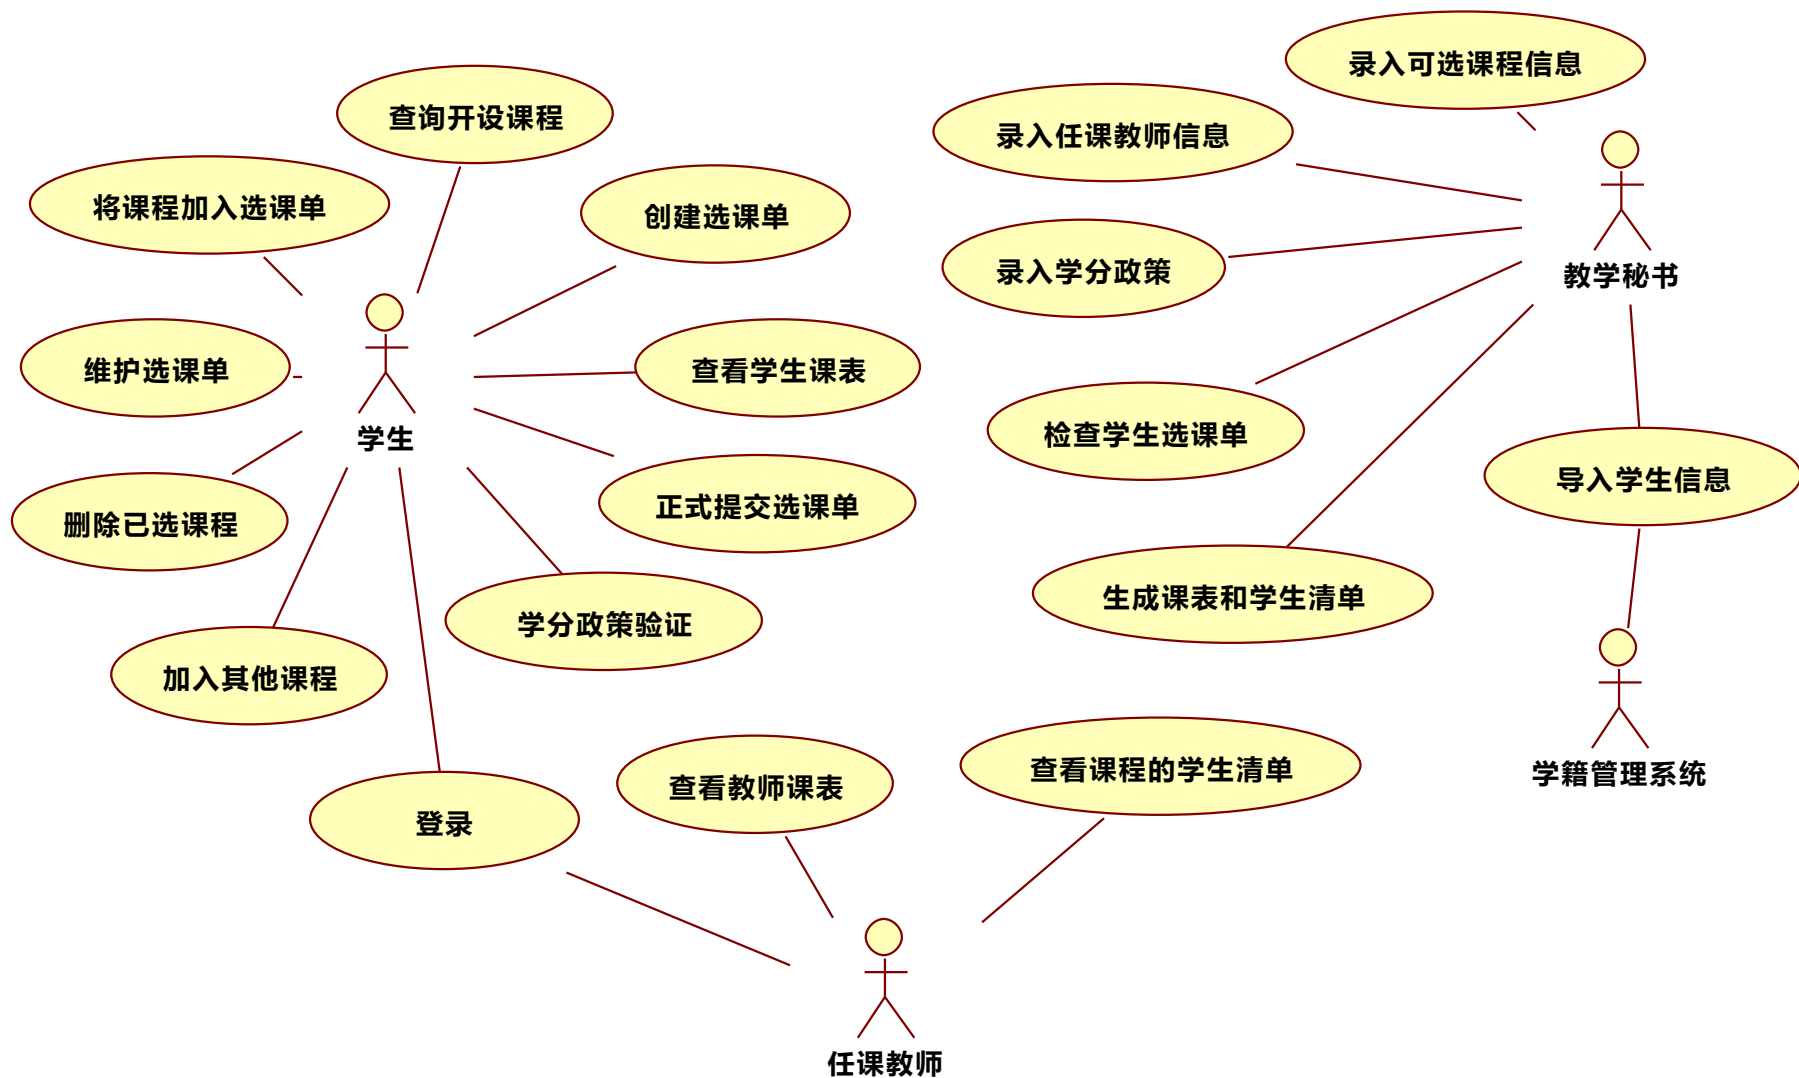 录入可选课程信息
查询开设课程
录入任课教师信息
将课程加入选课单
创建选课单
录入学分政策
教学秘书
维护选课单
查看学生课表
学生
检查学生选课单
导入学生信息
删除已选课程
正式提交选课单
生成课表和学生清单
学分政策验证
加入其他课程
查看课程的学生清单
学籍管理系统
查看教师课表
登录
任课教师